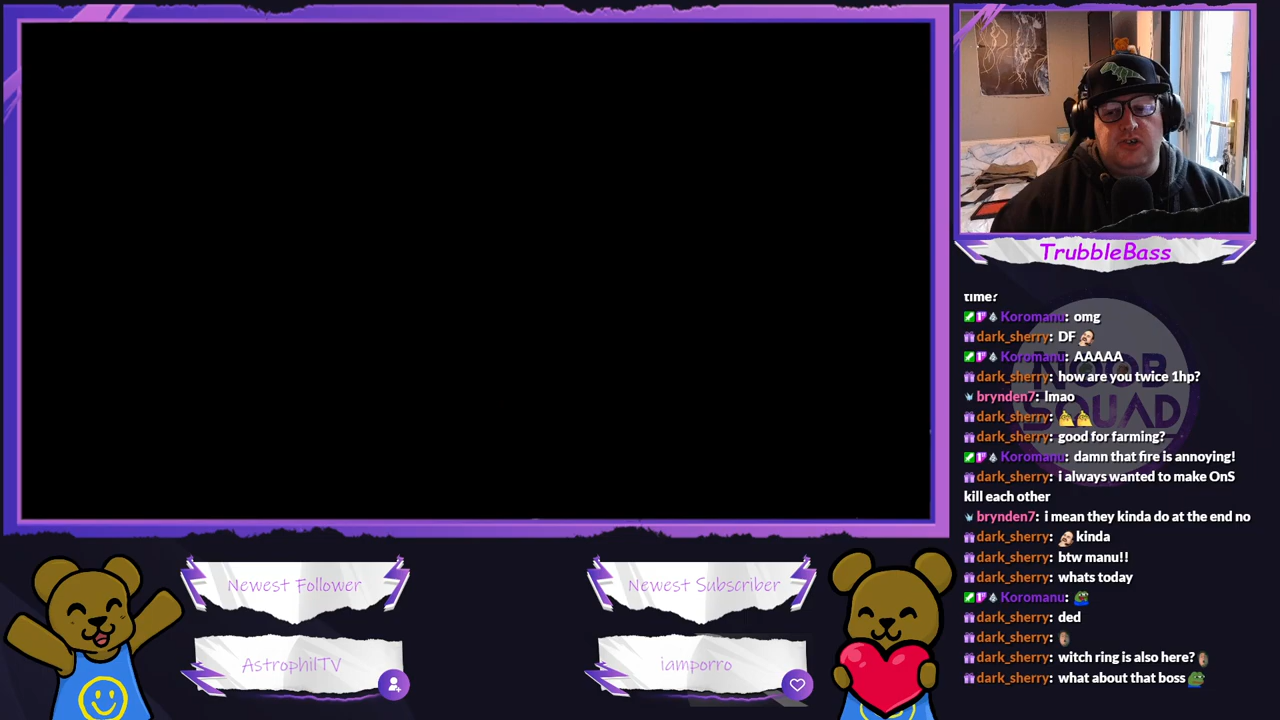 TrubbleBass
time?
Koromanu: omg
dark_sherry: DF
Koromanu: AAAAA
dark_sherry: how are you twice 1hp?
brynden7: lmao
dark_sherry:
dark_sherry: good for farming?
Koromanu: damn that fire is annoying!
dark_sherry: i always wanted to make OnS
kill each other
brynden7: i mean they kinda do at the end no
dark_sherry: kinda
dark_sherry: btw manu!!
dark_sherry: whats today
Koromanu:
dark_sherry: ded
dark_sherry:
dark_sherry: witch ring is also here?
dark_sherry: what about that boss
NOOB
SQUAD
Newest Follower
AstrophilTV
Newest Subscriber
iamporro